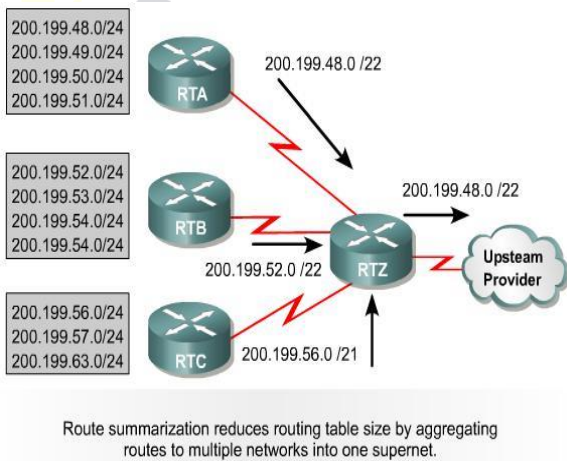 200.199.48.0/24
200.199.49.0/24
200.199.50.0/24
200.199.51.0/24
RTA
200.199.48.0 /22
200.199.52.0/24
200.199.53.0/24
200.199.54.0/24
200.199.54.0/24
RTB
200.199.52.0 /22
RTZ
200.199.48.0 /22
Upsteam
Provider
200.199.56.0/24
200.199.57.0/24
200.199.63.0/24
RTC
200.199.56.0 /21
Route summarization reduces routing table size by aggregating
routes to multiple networks into one supernet.